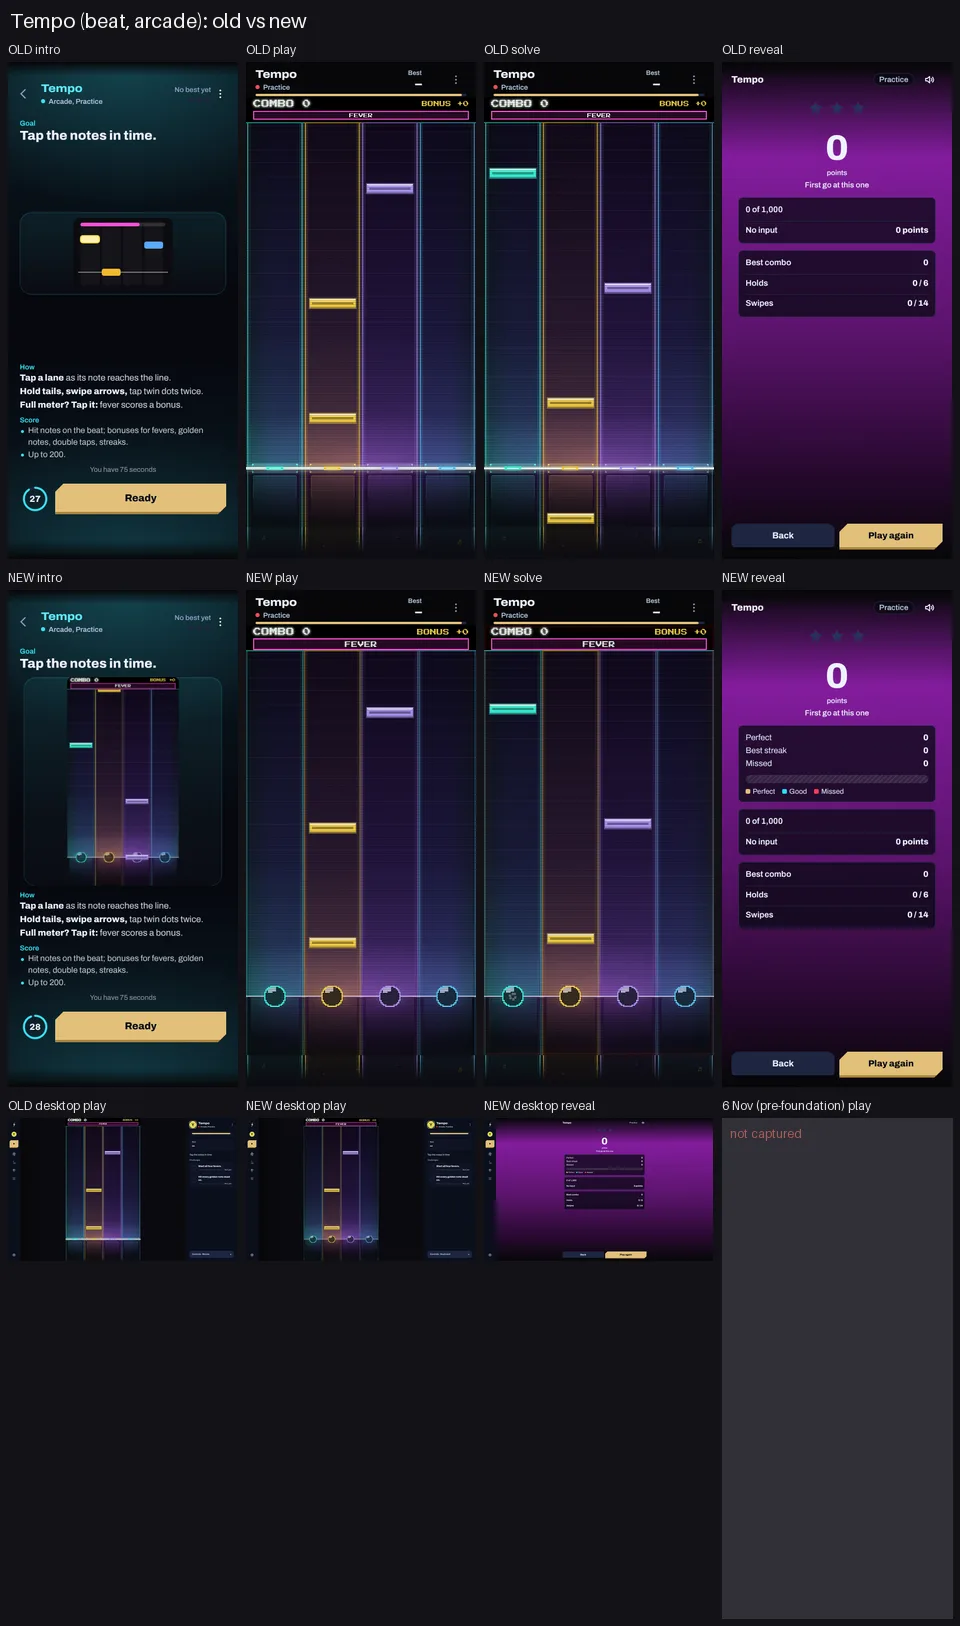 Tempo (beat, arcade): old vs new
OLD intro
OLD play
OLD solve
OLD reveal
Tempo
Arcade, Practice
No best yet
Goal
Tap the notes in time.
How
Tap a lane as its note reaches the line.
Hold tails, swipe arrows, tap twin dots twice.
Full meter? Tap it: fever scores a bonus.
Score
Hit notes on the beat; bonuses for fevers, golden
notes, double taps, streaks.
Up to 200.
You have 75 seconds
27
Ready
Tempo
Practice
Best
COMBO 0
BONUS +0
FEVER
Tempo
Practice
Best
COMBO 0
BONUS +0
FEVER
Tempo
Practice
0
points
First go at this one
0 of 1,000
No input 0 points
Best combo 0
Holds 0 / 6
Swipes 0 / 14
Back
Play again
NEW intro
NEW play
NEW solve
NEW reveal
Tempo
Arcade, Practice
No best yet
Goal
Tap the notes in time.
COMBO 0
BONUS +0
FEVER
How
Tap a lane as its note reaches the line.
Hold tails, swipe arrows, tap twin dots twice.
Full meter? Tap it: fever scores a bonus.
Score
Hit notes on the beat; bonuses for fevers, golden
notes, double taps, streaks.
Up to 200.
You have 75 seconds
28
Ready
Tempo
Practice
Best
COMBO 0
BONUS +0
FEVER
Tempo
Practice
Best
COMBO 0
BONUS +0
FEVER
Tempo
Practice
0
points
First go at this one
Perfect 0
Best streak 0
Missed 0
Perfect Good Missed
0 of 1,000
No input 0 points
Best combo 0
Holds 0 / 6
Swipes 0 / 14
Back
Play again
OLD desktop play
NEW desktop play
NEW desktop reveal
6 Nov (pre-foundation) play
Tempo
Tempo
0
Back
Play again
not captured